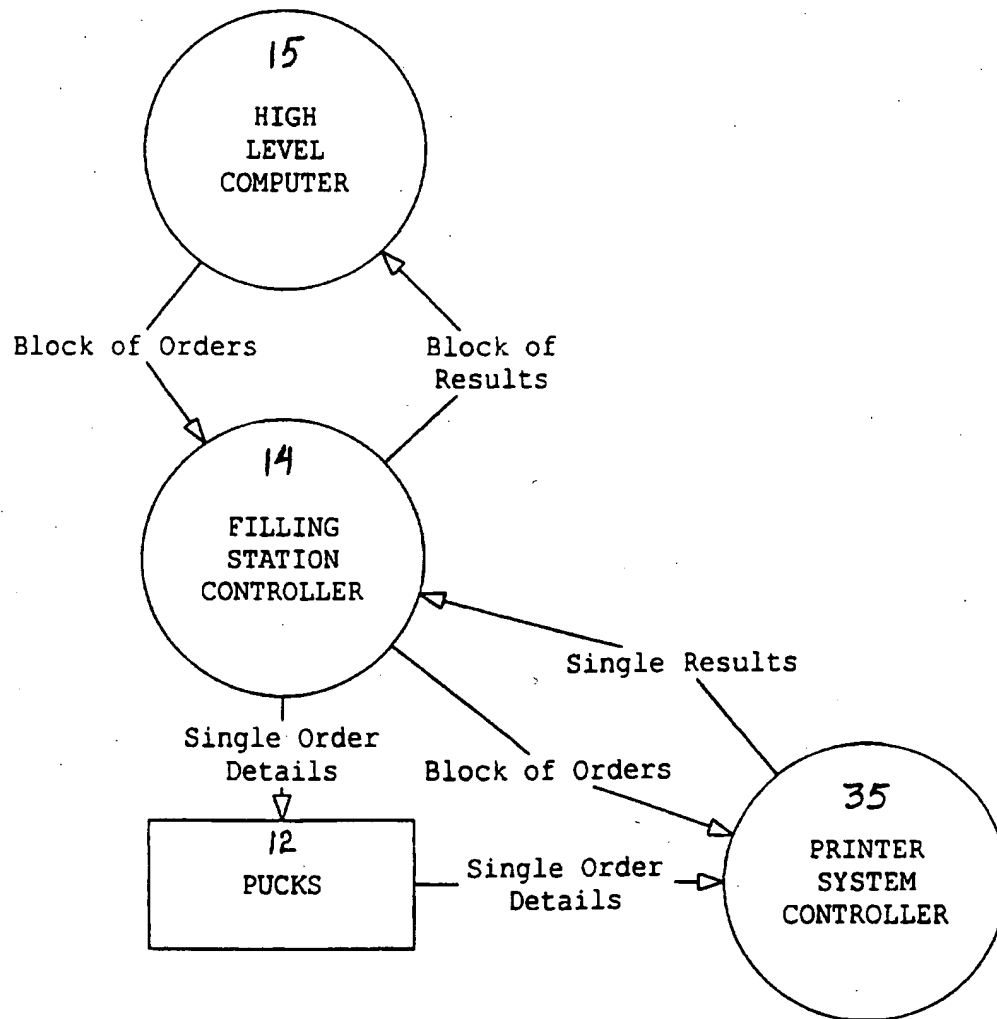 15
HIGH
LEVEL
COMPUTER
Block of Orders
Block of
Results
14
FILLING
STATION
CONTROLLER
Single Results
Single Order
Details
Block of Orders
35
PRINTER
SYSTEM
CONTROLLER
12
PUCKS
Single Order
Details